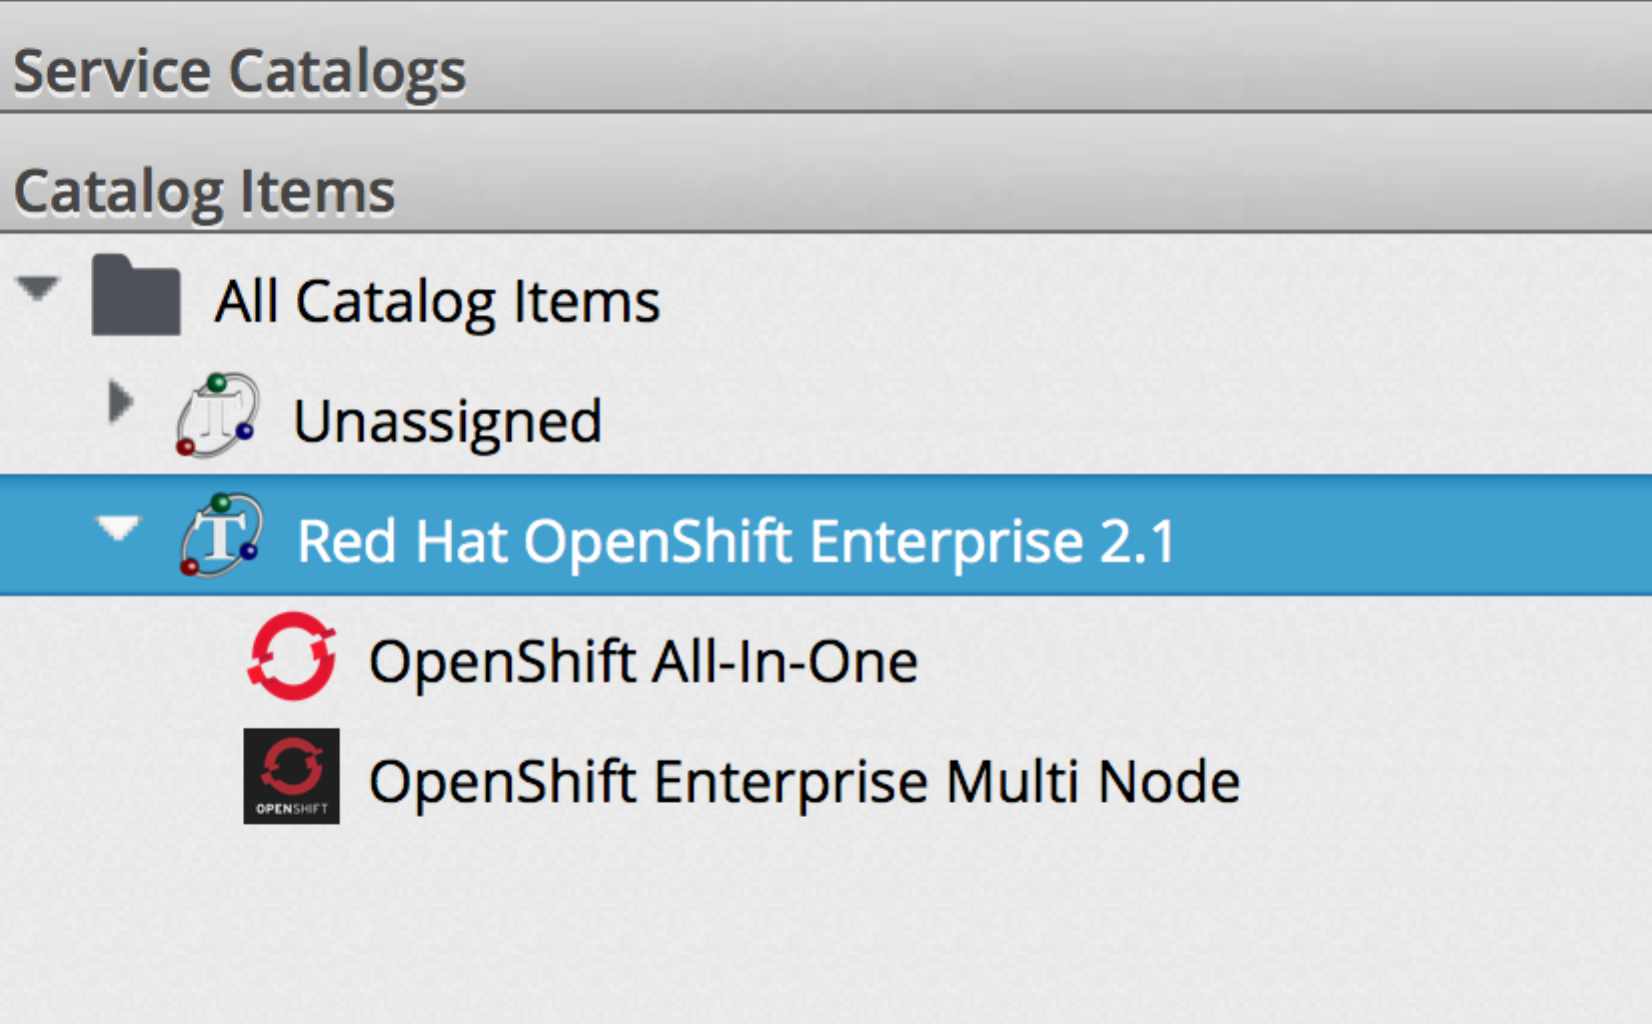 Service Catalogs
Catalog Items
All Catalog Items
Unassigned
T
Red Hat OpenShift Enterprise 2.1
OpenShift All-In-One
OPENSHIFT
OpenShift Enterprise Multi Node